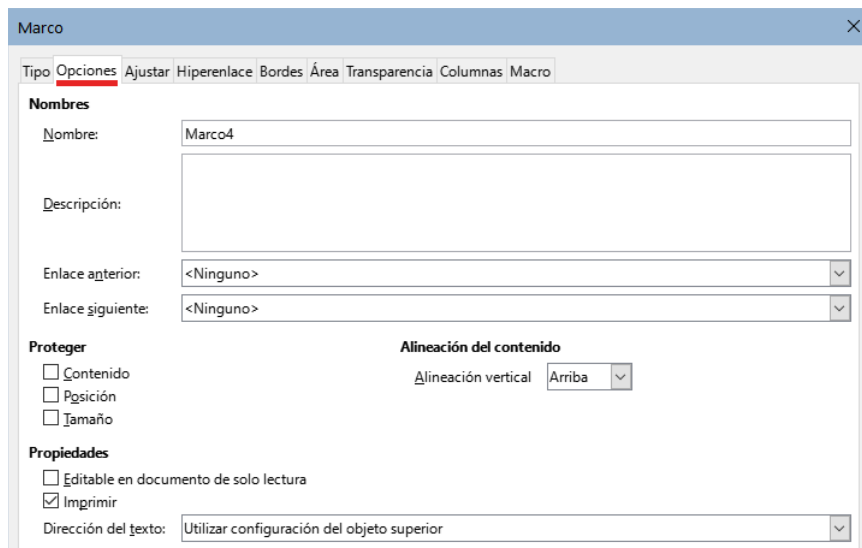 Marco
Tipo Opciones Ajustar Hiperenlace Bordes Área Transparencia Columnas Macro
Nombres
Nombre: Marco4
Descripción:
Enlace anterior: <Ninguno>
Enlace siguiente: <Ninguno>
Proteger Alineación del contenido
Contenido Alineación vertical Arriba
Posición
Tamaño
Propiedades
Editable en documento de solo lectura
Imprimir
Dirección del texto: Utilizar configuración del objeto superior